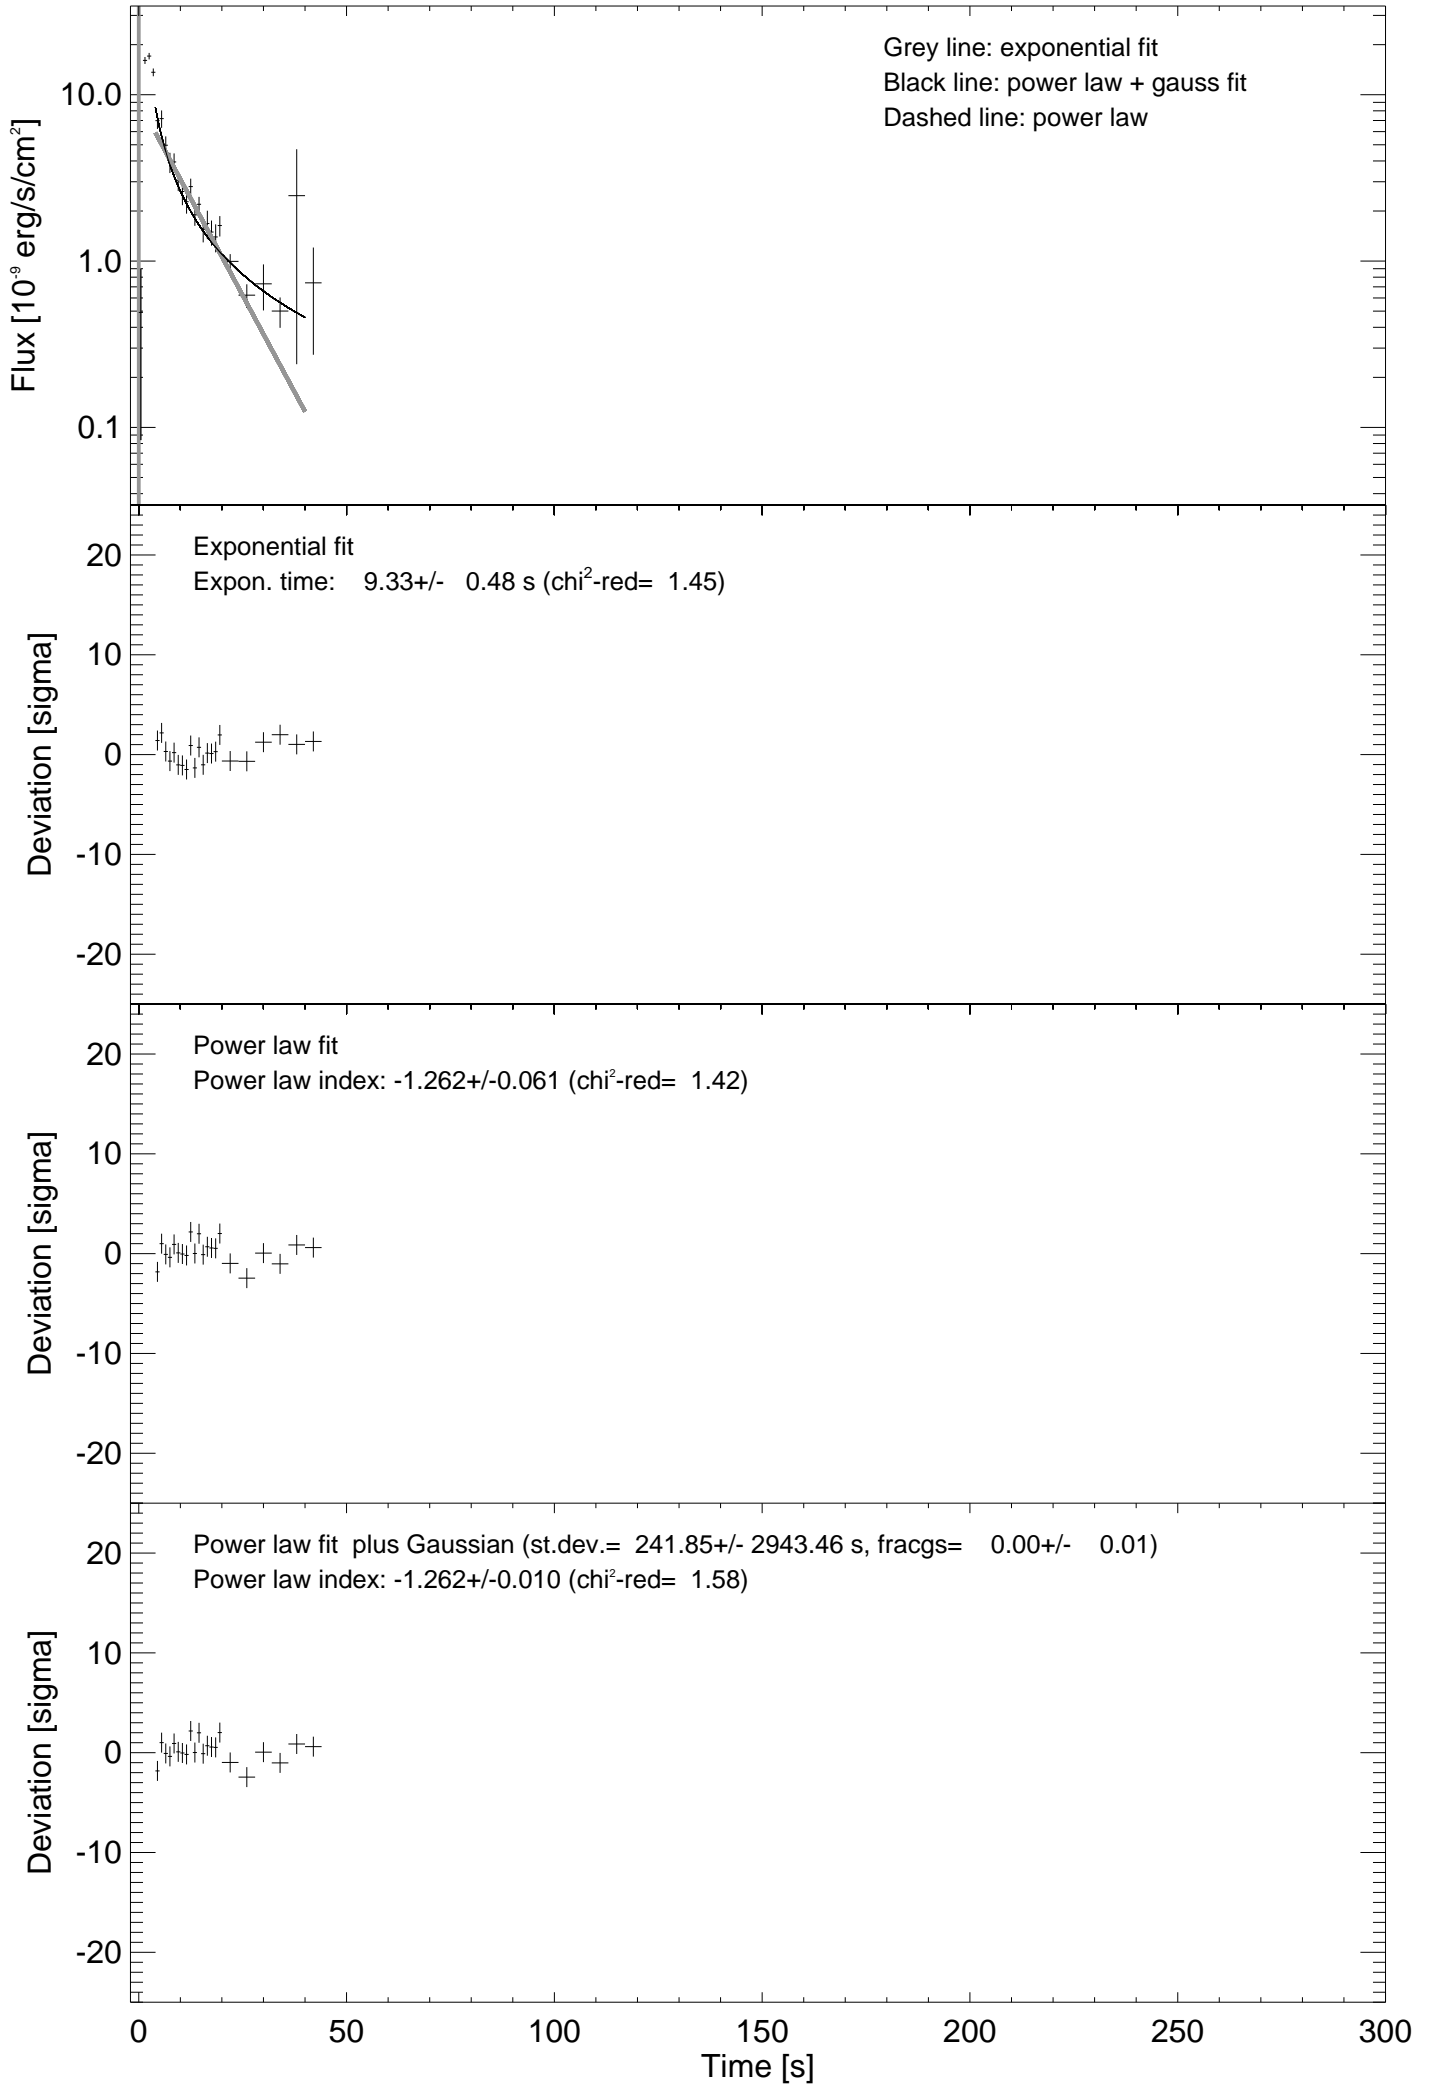 Grey line: exponential fit
Black line: power law + gauss fit
Dashed line: power law
10.0
1.0
0.1
Flux [10⁻⁹ erg/s/cm²]
Exponential fit
Expon. time: 9.33+/- 0.48 s (chi²-red= 1.45)
20
10
0
-10
-20
Deviation [sigma]
Power law fit
Power law index: -1.262+/-0.061 (chi²-red= 1.42)
20
10
0
-10
-20
Deviation [sigma]
Power law fit plus Gaussian (st.dev.= 241.85+/- 2943.46 s, fracgs= 0.00+/- 0.01)
Power law index: -1.262+/-0.010 (chi²-red= 1.58)
20
10
0
-10
-20
Deviation [sigma]
0 50 100 150 200 250 300
Time [s]